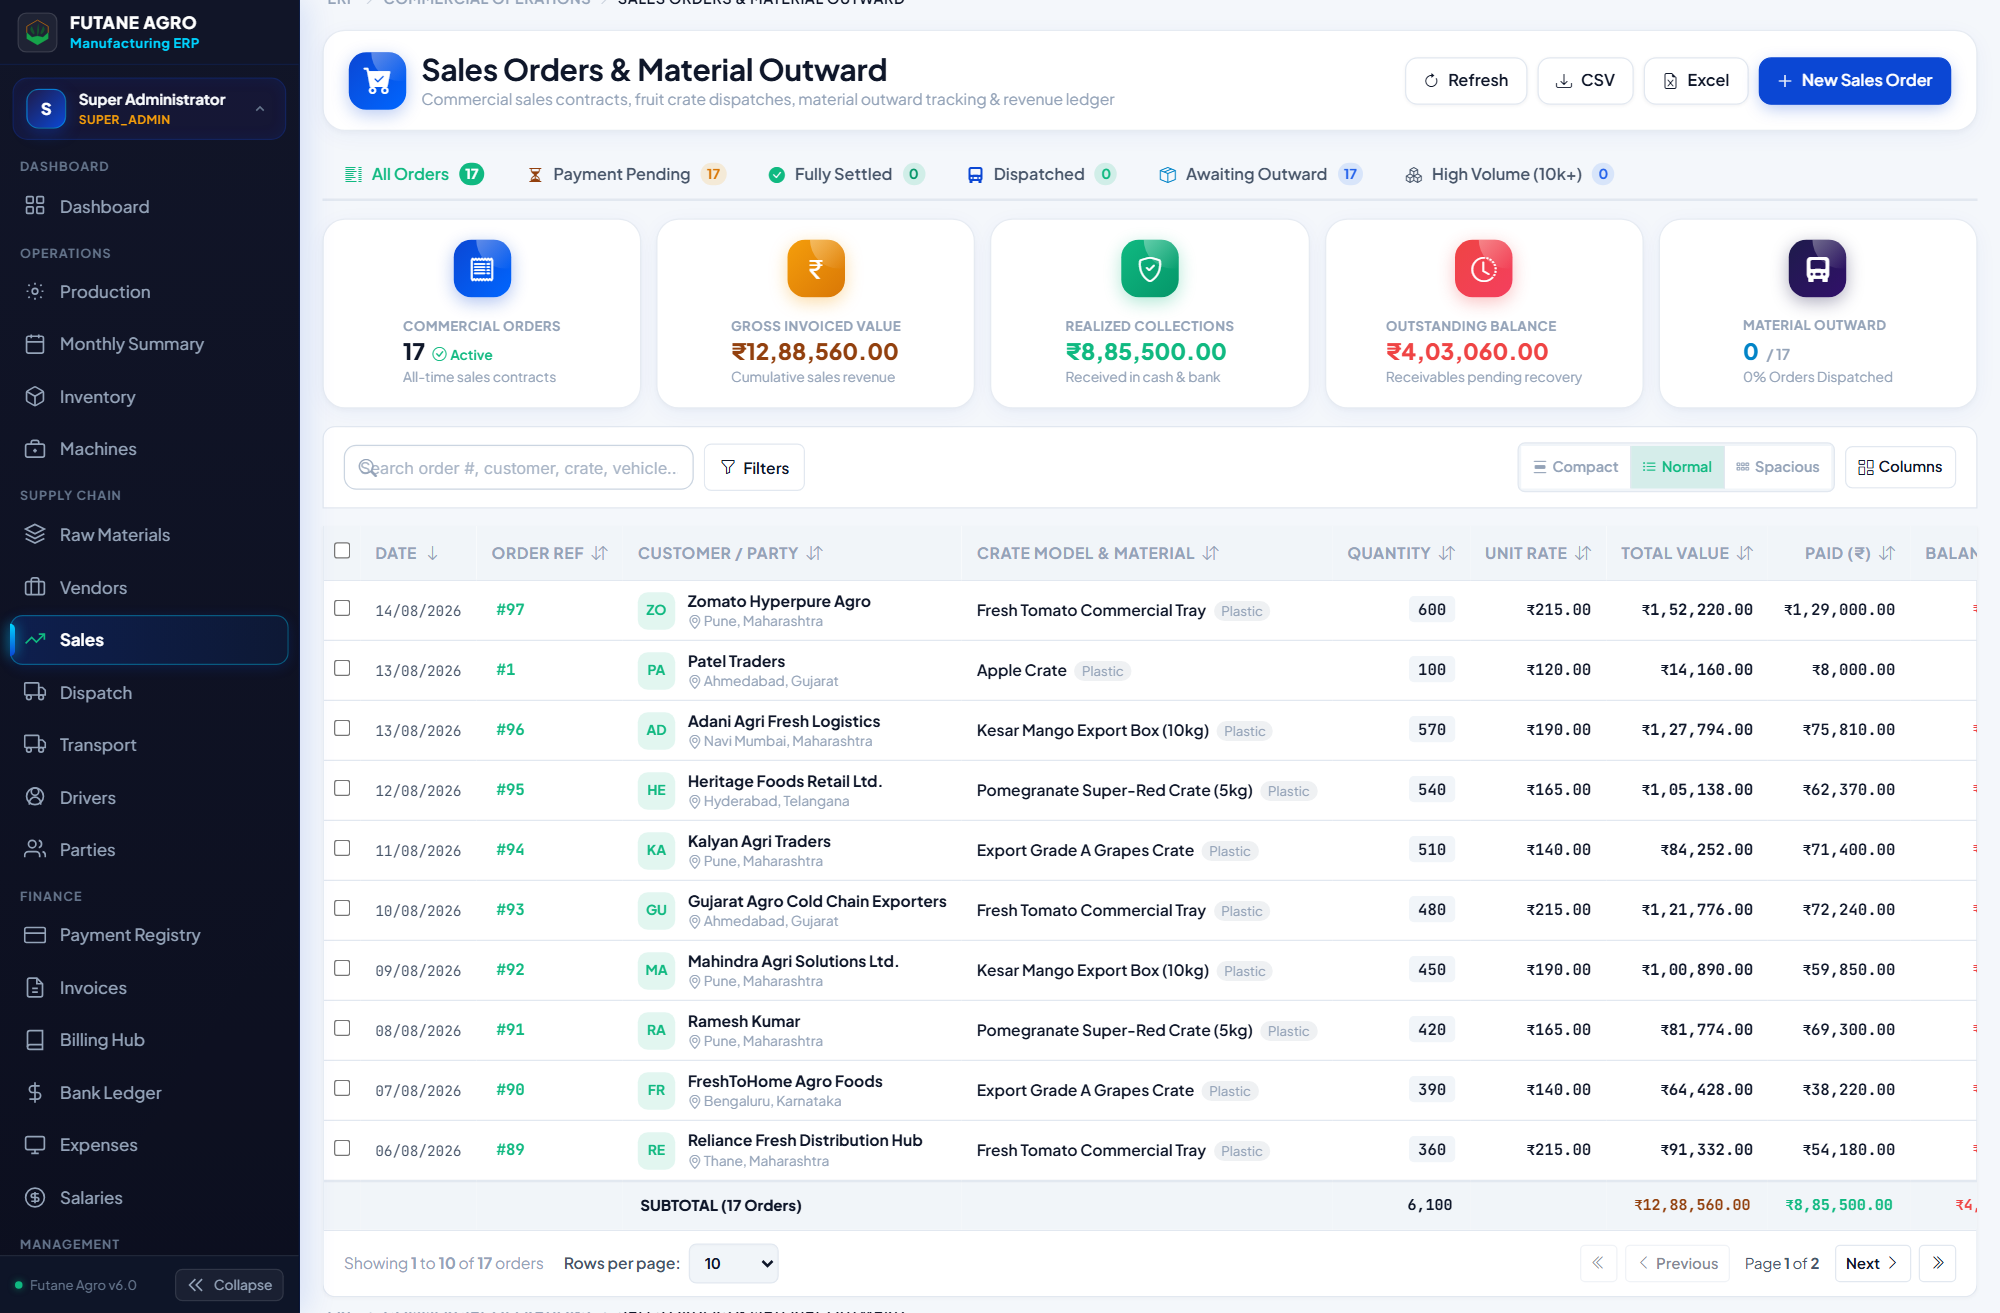 FUTANE AGRO
Manufacturing ERP
S
Super Administrator
SUPER_ADMIN
DASHBOARD
Dashboard
OPERATIONS
Production
Monthly Summary
Inventory
Machines
SUPPLY CHAIN
Raw Materials
Vendors
Sales
Dispatch
Transport
Drivers
Parties
FINANCE
Payment Registry
Invoices
Billing Hub
Bank Ledger
Expenses
Salaries
MANAGEMENT
Futane Agro v6.0
Collapse
ERP COMMERCIAL OPERATIONS SALES ORDERS & MATERIAL OUTWARD
Sales Orders & Material Outward
Commercial sales contracts, fruit crate dispatches, material outward tracking & revenue ledger
Refresh
CSV
Excel
New Sales Order
All Orders 17
Payment Pending 17
Fully Settled 0
Dispatched 0
Awaiting Outward 17
High Volume (10k+) 0
COMMERCIAL ORDERS
17 Active
All-time sales contracts
GROSS INVOICED VALUE
₹12,88,560.00
Cumulative sales revenue
REALIZED COLLECTIONS
₹8,85,500.00
Received in cash & bank
OUTSTANDING BALANCE
₹4,03,060.00
Receivables pending recovery
MATERIAL OUTWARD
0 / 17
0% Orders Dispatched
Search order #, customer, crate, vehicle..
Filters
Compact
Normal
Spacious
Columns
DATE ORDER REF CUSTOMER / PARTY CRATE MODEL & MATERIAL QUANTITY UNIT RATE TOTAL VALUE PAID (₹) BALAN
14/08/2026 #97 ZO Zomato Hyperpure Agro Fresh Tomato Commercial Tray Plastic 600 ₹215.00 ₹1,52,220.00 ₹1,29,000.00
Pune, Maharashtra
13/08/2026 #1 PA Patel Traders Apple Crate Plastic 100 ₹120.00 ₹14,160.00 ₹8,000.00
Ahmedabad, Gujarat
13/08/2026 #96 AD Adani Agri Fresh Logistics Kesar Mango Export Box (10kg) Plastic 570 ₹190.00 ₹1,27,794.00 ₹75,810.00
Navi Mumbai, Maharashtra
12/08/2026 #95 HE Heritage Foods Retail Ltd. Pomegranate Super-Red Crate (5kg) Plastic 540 ₹165.00 ₹1,05,138.00 ₹62,370.00
Hyderabad, Telangana
11/08/2026 #94 KA Kalyan Agri Traders Export Grade A Grapes Crate Plastic 510 ₹140.00 ₹84,252.00 ₹71,400.00
Pune, Maharashtra
10/08/2026 #93 GU Gujarat Agro Cold Chain Exporters Fresh Tomato Commercial Tray Plastic 480 ₹215.00 ₹1,21,776.00 ₹72,240.00
Ahmedabad, Gujarat
09/08/2026 #92 MA Mahindra Agri Solutions Ltd. Kesar Mango Export Box (10kg) Plastic 450 ₹190.00 ₹1,00,890.00 ₹59,850.00
Pune, Maharashtra
08/08/2026 #91 RA Ramesh Kumar Pomegranate Super-Red Crate (5kg) Plastic 420 ₹165.00 ₹81,774.00 ₹69,300.00
Pune, Maharashtra
07/08/2026 #90 FR FreshToHome Agro Foods Export Grade A Grapes Crate Plastic 390 ₹140.00 ₹64,428.00 ₹38,220.00
Bengaluru, Karnataka
06/08/2026 #89 RE Reliance Fresh Distribution Hub Fresh Tomato Commercial Tray Plastic 360 ₹215.00 ₹91,332.00 ₹54,180.00
Thane, Maharashtra
SUBTOTAL (17 Orders) 6,100 ₹12,88,560.00 ₹8,85,500.00 ₹4,
Showing 1 to 10 of 17 orders
Rows per page: 10
Previous
Page 1 of 2
Next